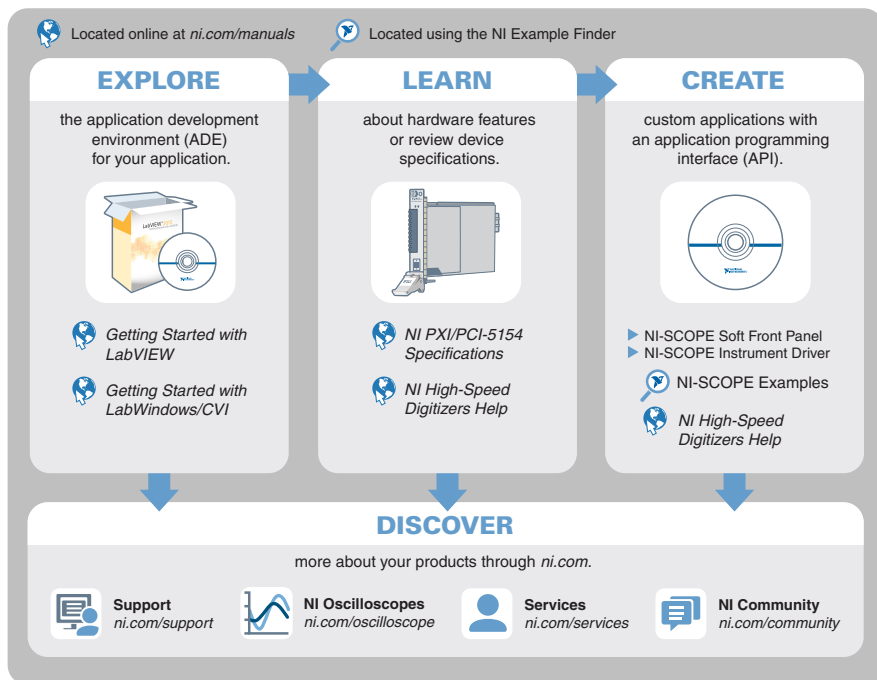 Located online at ni.com/manuals
Located using the NI Example Finder
EXPLORE
the application development
environment (ADE)
for your application.
LabVIEW
Getting Started with
LabVIEW
Getting Started with
LabWindows/CVI
LEARN
about hardware features
or review device
specifications.
NI PXI/PCI-5154
Specifications
NI High-Speed
Digitizers Help
CREATE
custom applications with
an application programming
interface (API).
NI-SCOPE Soft Front Panel
NI-SCOPE Instrument Driver
NI-SCOPE Examples
NI High-Speed
Digitizers Help
DISCOVER
more about your products through ni.com.
Support
ni.com/support
NI Oscilloscopes
ni.com/oscilloscope
Services
ni.com/services
NI Community
ni.com/community